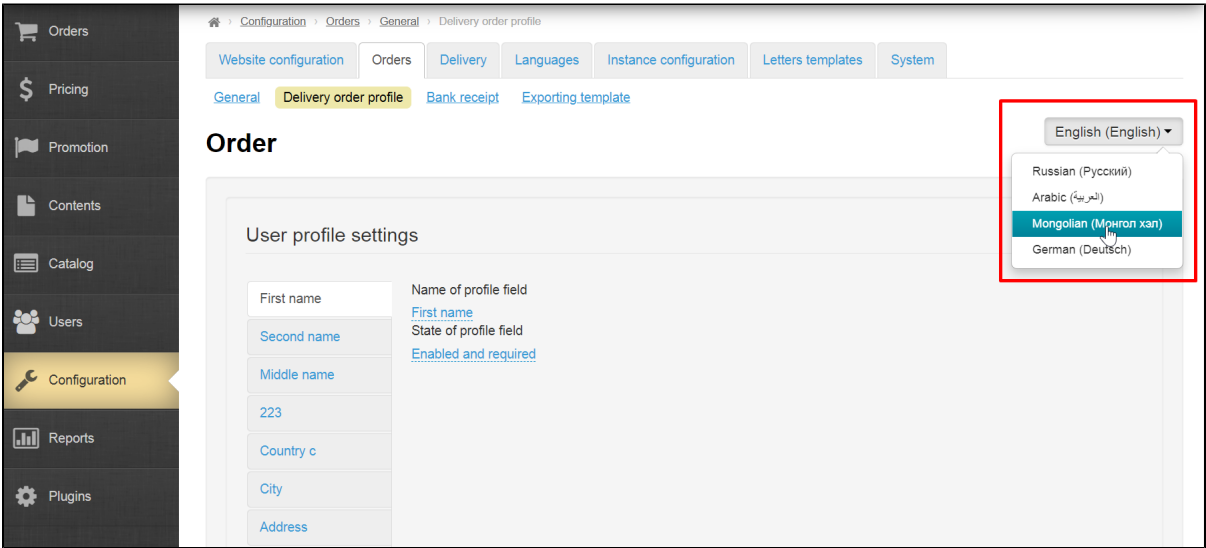 Orders
Pricing
Promotion
Contents
Catalog
Users
Configuration
Reports
Plugins
Configuration › Orders › General › Delivery order profile
Website configuration Orders Delivery Languages Instance configuration Letters templates System
General Delivery order profile Bank receipt Exporting template
Order
English (English)
Russian (Русский)
Arabic (العربية)
Mongolian (Монгол хэл)
German (Deutsch)
User profile settings
First name
Second name
Middle name
223
Country c
City
Address
Name of profile field
First name
State of profile field
Enabled and required